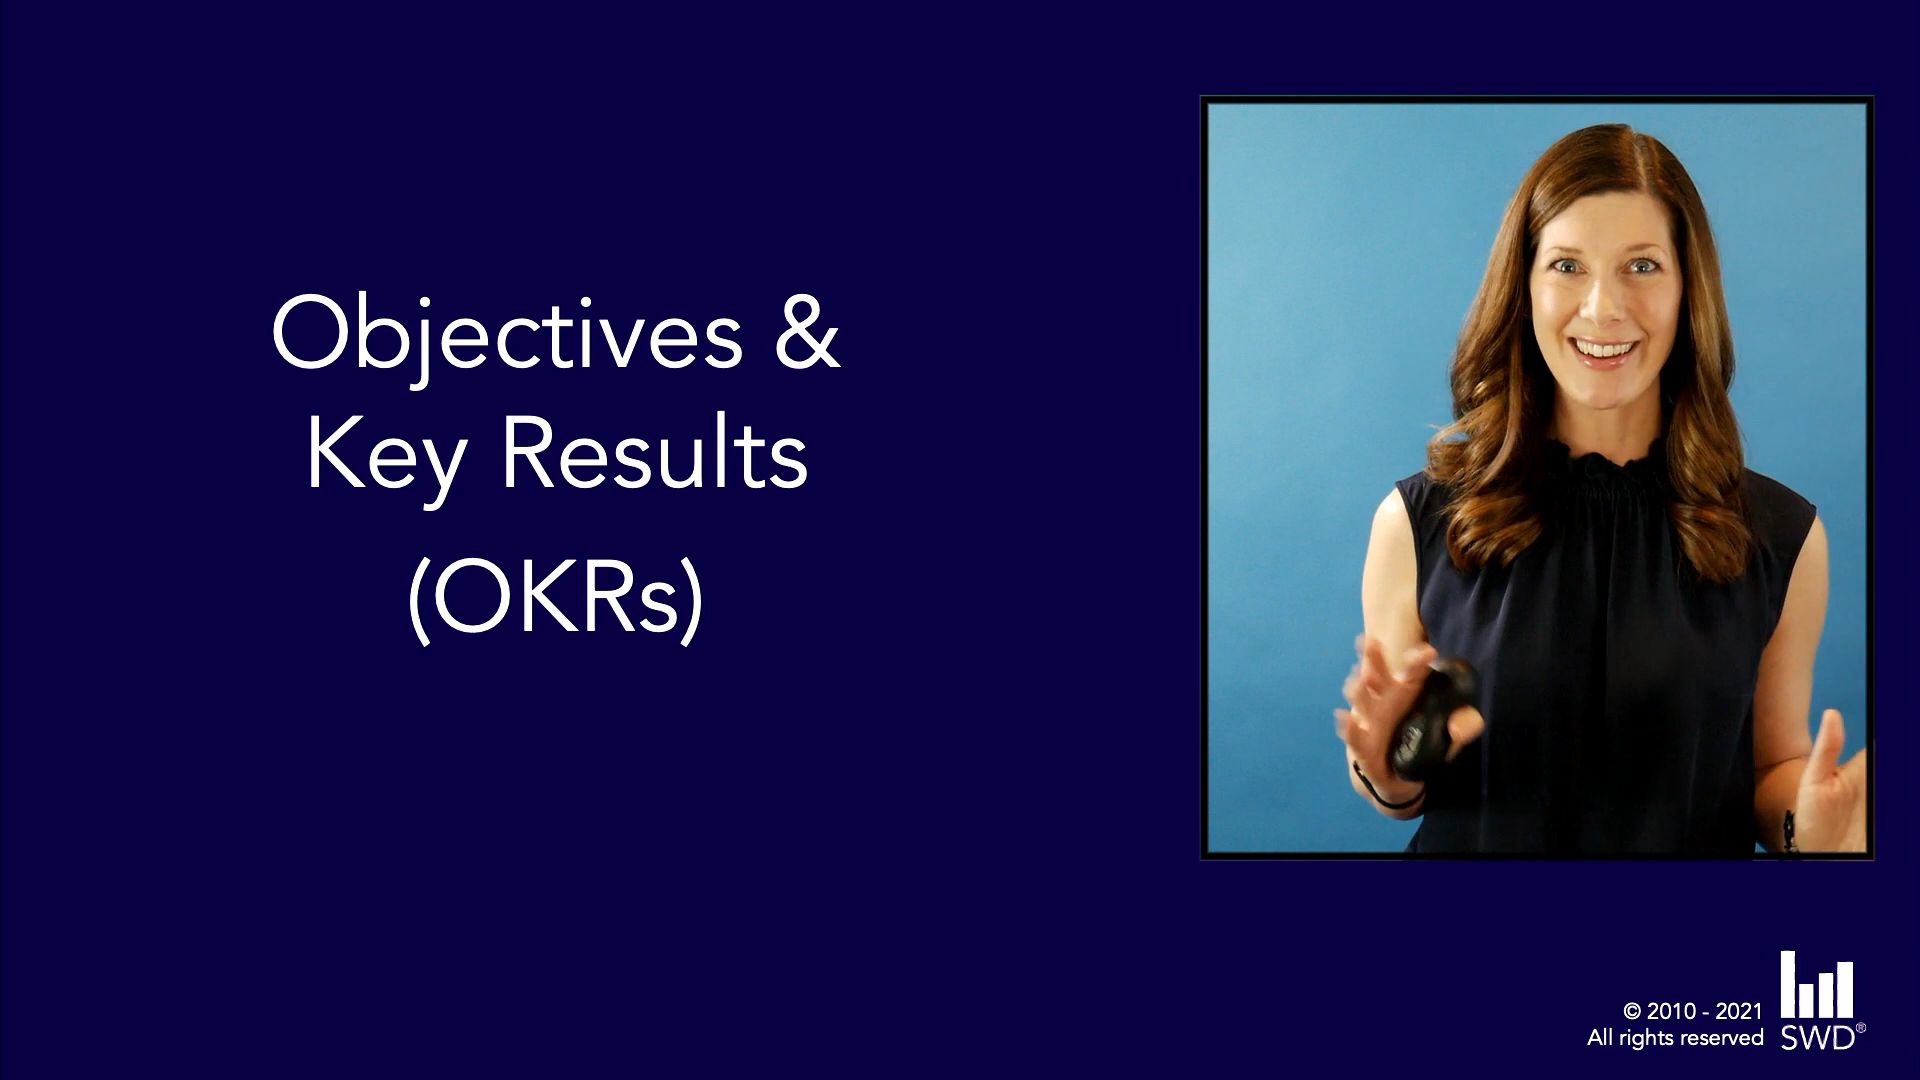 Objectives &
Key Results
(OKRs)
© 2010 - 2021
All rights reserved
SWD®